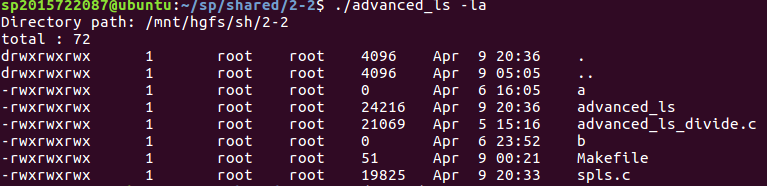 sp2015722087@ubuntu:~/sp/shared/2-2$ ./advanced_ls -la
Directory path: /mnt/hgfs/sh/2-2
total : 72
drwxrwxrwx 1 root root 4096 Apr 9 20:36 .
drwxrwxrwx 1 root root 4096 Apr 9 05:05 ..
-rwxrwxrwx 1 root root 0 Apr 6 16:05 a
-rwxrwxrwx 1 root root 24216 Apr 9 20:36 advanced_ls
-rwxrwxrwx 1 root root 21069 Apr 5 15:16 advanced_ls_divide.c
-rwxrwxrwx 1 root root 0 Apr 6 23:52 b
-rwxrwxrwx 1 root root 51 Apr 9 00:21 Makefile
-rwxrwxrwx 1 root root 19825 Apr 9 20:33 spls.c